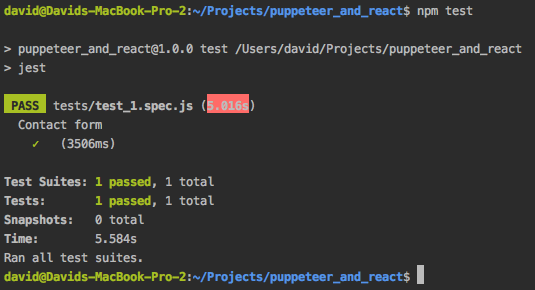 david@Davids-MacBook-Pro-2:~/Projects/puppeteer_and_react$ npm test
> puppeteer_and_react@1.0.0 test /Users/david/Projects/puppeteer_and_react
> jest
PASS tests/test_1.spec.js (5.016s)
Contact form
✓ (3506ms)
Test Suites: 1 passed, 1 total
Tests: 1 passed, 1 total
Snapshots: 0 total
Time: 5.584s
Ran all test suites.
david@Davids-MacBook-Pro-2:~/Projects/puppeteer_and_react$